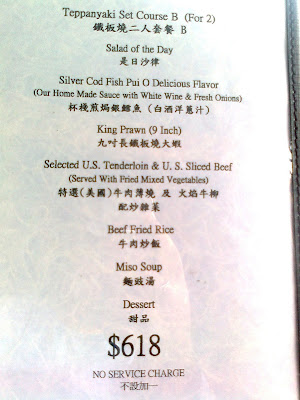 Teppanyaki Set Course B (For 2)
鐵板燒二人套餐 B
Salad of the Day
是日沙律
Silver Cod Fish Pui O Delicious Flavor
(Our Home Made Sauce with White Wine & Fresh Onions)
杯棧煎焗銀鱈魚 (白酒洋蔥汁)
King Prawn (9 Inch)
九吋長鐵板燒大蝦
Selected U.S. Tenderloin & U. S. Sliced Beef
(Served With Fried Mixed Vegetables)
特選(美國)牛肉薄燒 及 火焰牛柳
配炒雜菜
Beef Fried Rice
牛肉炒飯
Miso Soup
麵豉湯
Dessert
甜品
$618
NO SERVICE CHARGE
不設加一